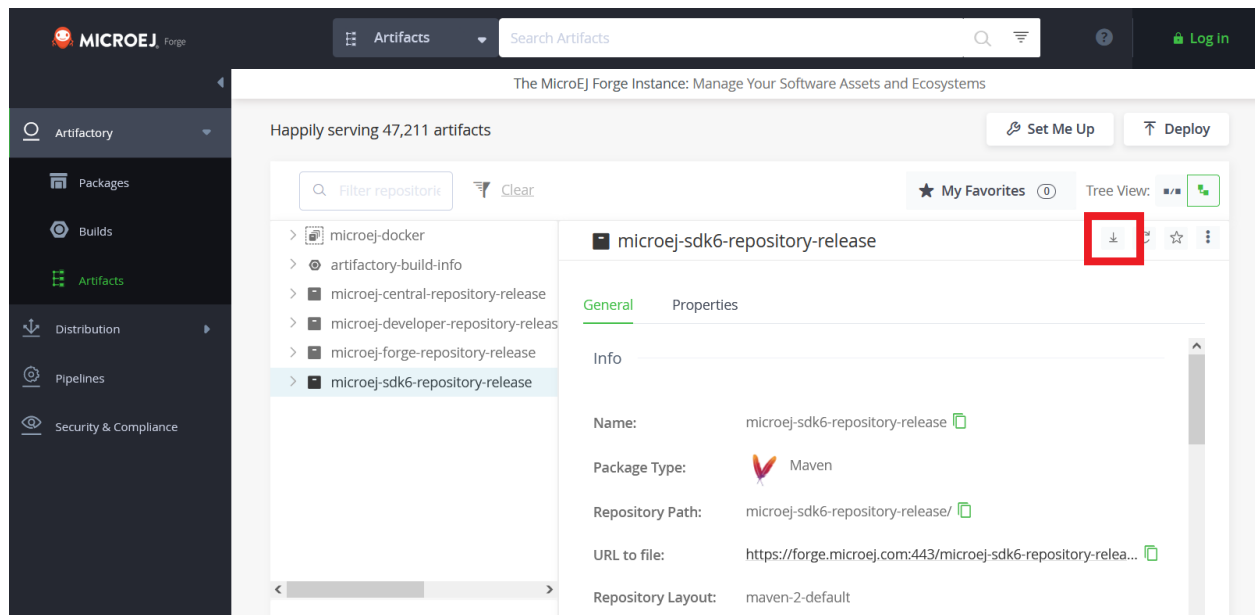 MICROEJ. Forge
Artifacts
Search Artifacts
?
Log in
The MicroEJ Forge Instance: Manage Your Software Assets and Ecosystems
Artifactory
Packages
Builds
Artifacts
Distribution
Pipelines
Security & Compliance
Happily serving 47,211 artifacts
Set Me Up
Deploy
Filter repositorie
Clear
My Favorites (0)
Tree View:
microej-docker
artifactory-build-info
microej-central-repository-release
microej-developer-repository-releas
microej-forge-repository-release
microej-sdk6-repository-release
microej-sdk6-repository-release
General Properties
Info
Name: microej-sdk6-repository-release
Package Type: Maven
Repository Path: microej-sdk6-repository-release/
URL to file: https://forge.microej.com:443/microej-sdk6-repository-relea...
Repository Layout: maven-2-default